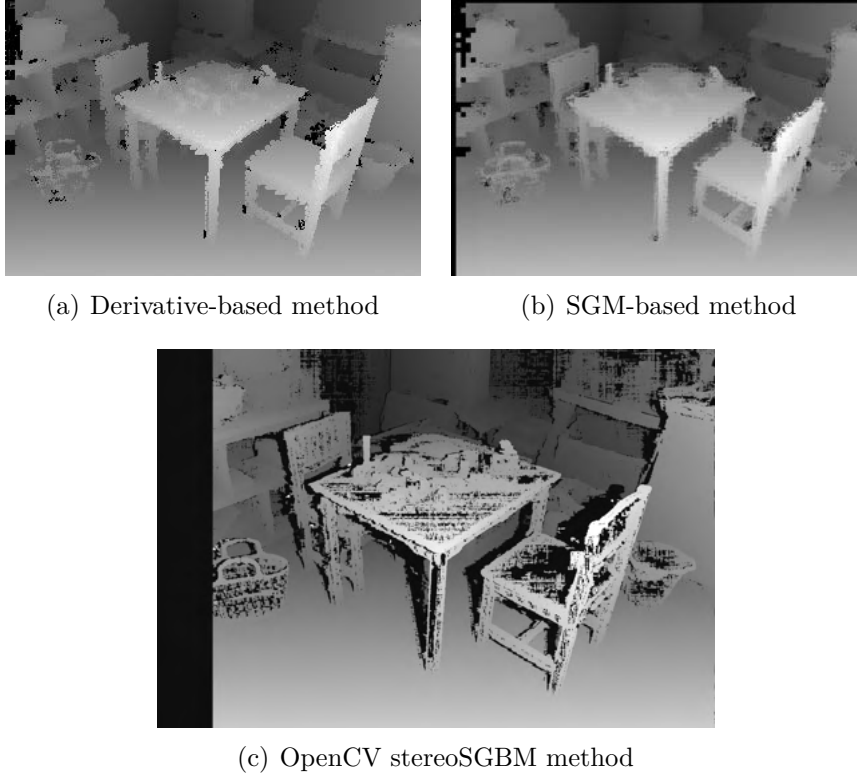 (a) Derivative-based method
(b) SGM-based method
(c) OpenCV stereoSGBM method